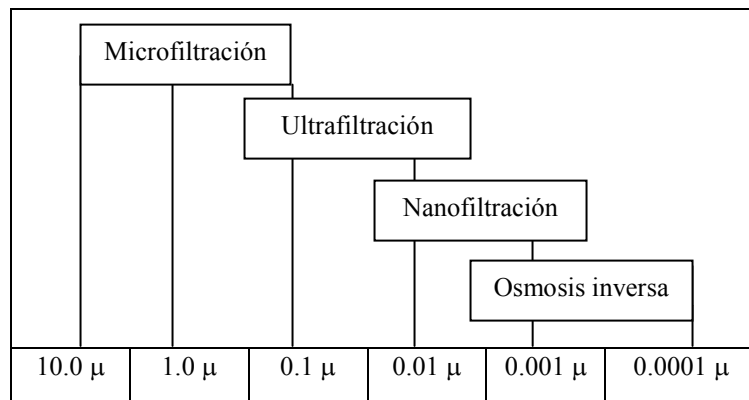 Microfiltración
Ultrafiltración
Nanofiltración
Osmosis inversa
10.0 μ 1.0 μ 0.1 μ 0.01 μ 0.001 μ 0.0001 μ